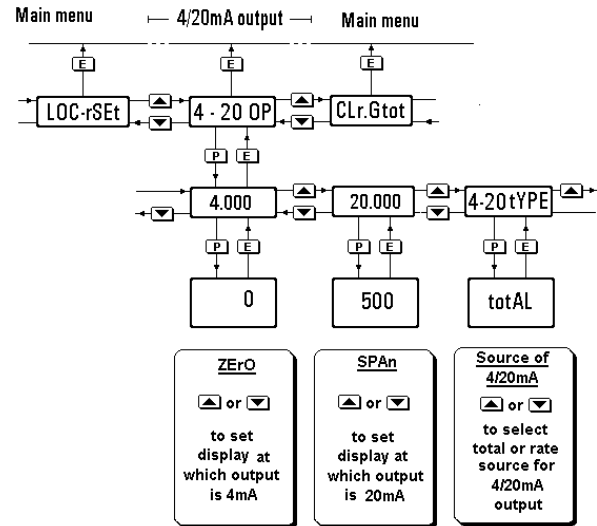 Main menu
4/20mA output
Main menu
E
E
E
LOC-rSEt
4 - 20 OP
CLr.Gtot
P
E
4.000
20.000
4-20 tYPE
P
E
P
E
P
E
0
500
totAL
ZErO
or
to set
display at
which output
is 4mA
SPAn
or
to set
display at
which output
is 20mA
Source of
4/20mA
or
to select
total or rate
source for
4/20mA
output